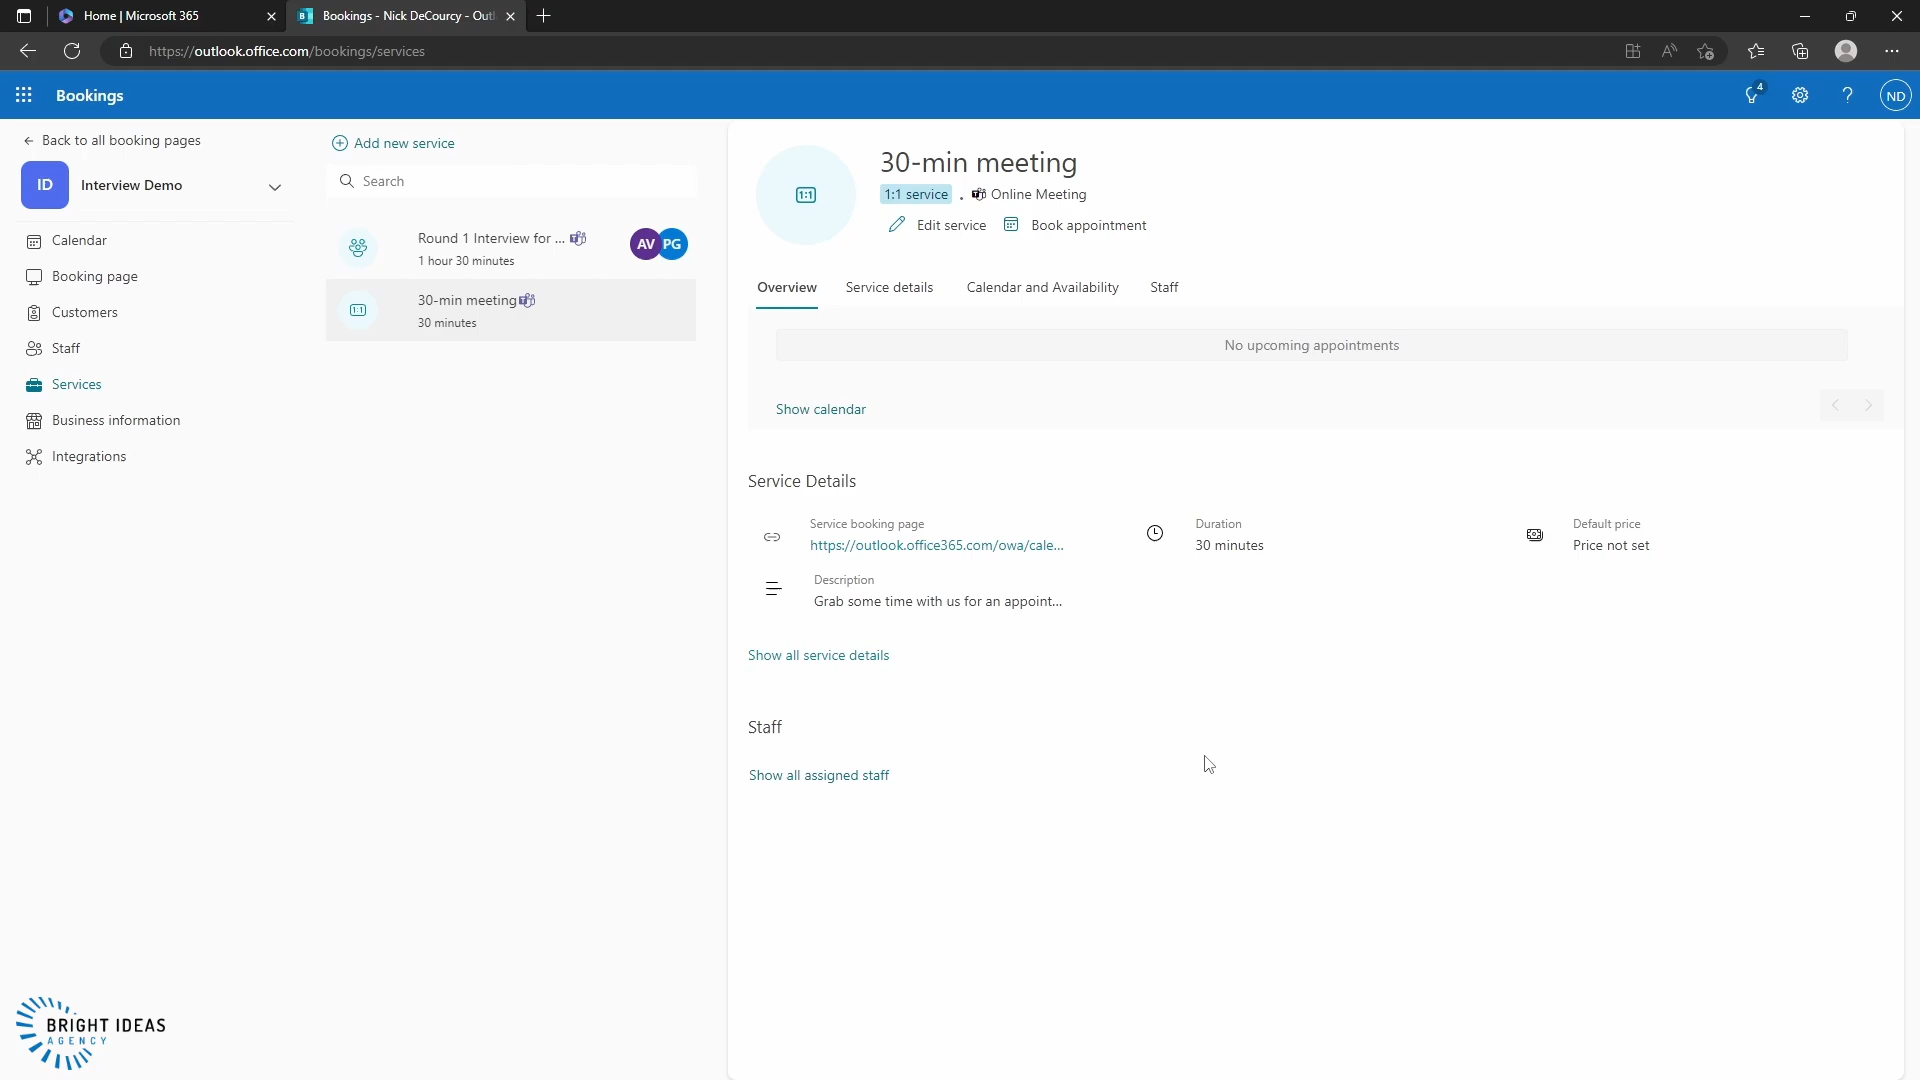 Home | Microsoft 365
Bookings - Nick DeCourcy - Outl
https://outlook.office.com/bookings/services
Bookings
4
ND
Back to all booking pages
ID
Interview Demo
Calendar
Booking page
Customers
Staff
Services
Business information
Integrations
Add new service
Search
Round 1 Interview for ...
1 hour 30 minutes
AV PG
1:1
30-min meeting
30 minutes
1:1
30-min meeting
1:1 service . Online Meeting
Edit service Book appointment
Overview Service details Calendar and Availability Staff
No upcoming appointments
Show calendar
Service Details
Service booking page
https://outlook.office365.com/owa/cale...
Duration
30 minutes
Default price
Price not set
Description
Grab some time with us for an appoint...
Show all service details
Staff
Show all assigned staff
BRIGHT IDEAS
AGENCY